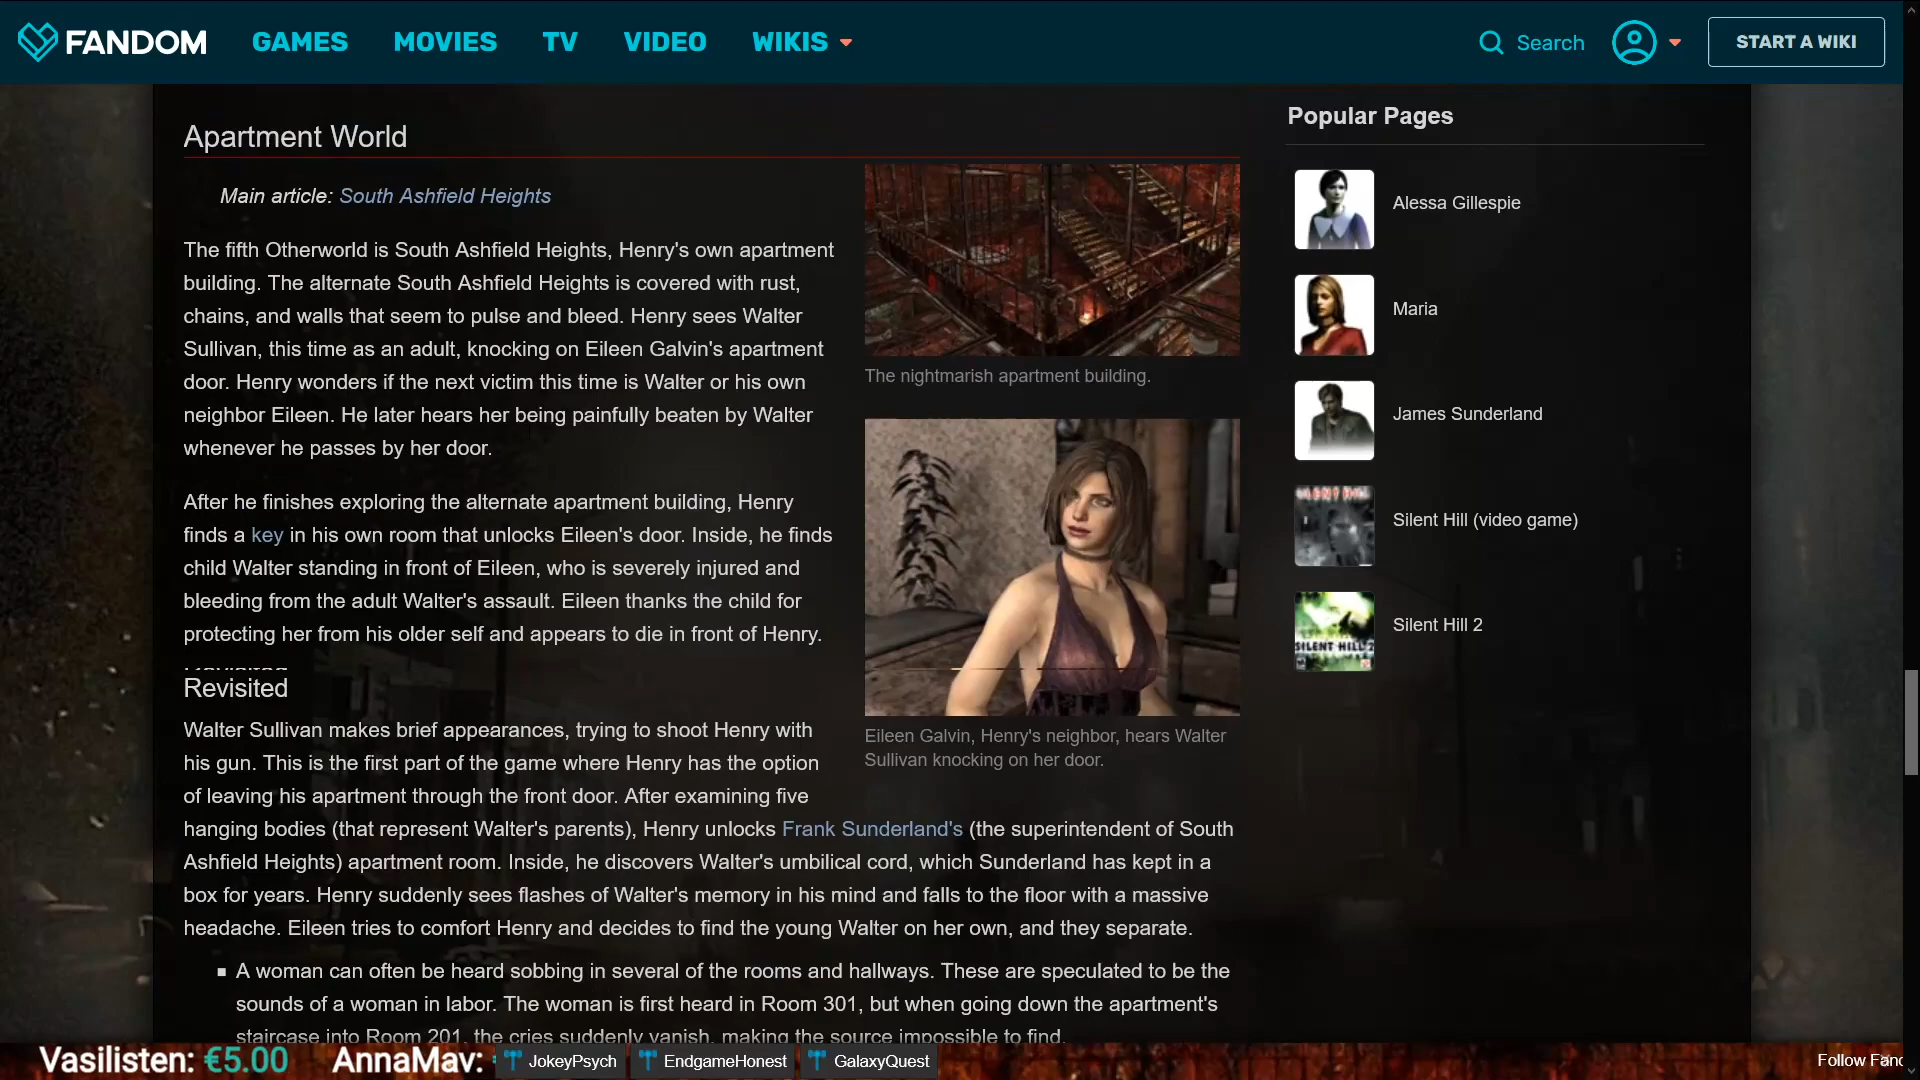 FANDOM GAMES MOVIES TV VIDEO WIKIS Search START A WIKI
Apartment World
Main article: South Ashfield Heights
The fifth Otherworld is South Ashfield Heights, Henry's own apartment
building. The alternate South Ashfield Heights is covered with rust,
chains, and walls that seem to pulse and bleed. Henry sees Walter
Sullivan, this time as an adult, knocking on Eileen Galvin's apartment
door. Henry wonders if the next victim this time is Walter or his own
neighbor Eileen. He later hears her being painfully beaten by Walter
whenever he passes by her door.
After he finishes exploring the alternate apartment building, Henry
finds a key in his own room that unlocks Eileen's door. Inside, he finds
child Walter standing in front of Eileen, who is severely injured and
bleeding from the adult Walter's assault. Eileen thanks the child for
protecting her from his older self and appears to die in front of Henry.
The nightmarish apartment building.
Eileen Galvin, Henry's neighbor, hears Walter
Sullivan knocking on her door.
Revisited
Walter Sullivan makes brief appearances, trying to shoot Henry with
his gun. This is the first part of the game where Henry has the option
of leaving his apartment through the front door. After examining five
hanging bodies (that represent Walter's parents), Henry unlocks Frank Sunderland's (the superintendent of South
Ashfield Heights) apartment room. Inside, he discovers Walter's umbilical cord, which Sunderland has kept in a
box for years. Henry suddenly sees flashes of Walter's memory in his mind and falls to the floor with a massive
headache. Eileen tries to comfort Henry and decides to find the young Walter on her own, and they separate.
■ A woman can often be heard sobbing in several of the rooms and hallways. These are speculated to be the
sounds of a woman in labor. The woman is first heard in Room 301, but when going down the apartment's
staircase into Room 201, the cries suddenly vanish, making the source impossible to find.
Popular Pages
Alessa Gillespie
Maria
James Sunderland
Silent Hill (video game)
SILENT HILL 2
Silent Hill 2
Vasilisten: €5.00 AnnaMav: JokeyPsych EndgameHonest GalaxyQuest Follow Fand